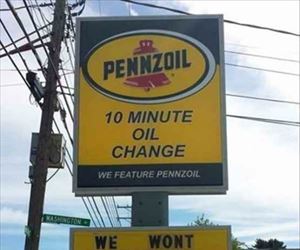 PENNZOIL
10 MINUTE
OIL
CHANGE
WE FEATURE PENNZOIL
WASHINGTON
WE WONT